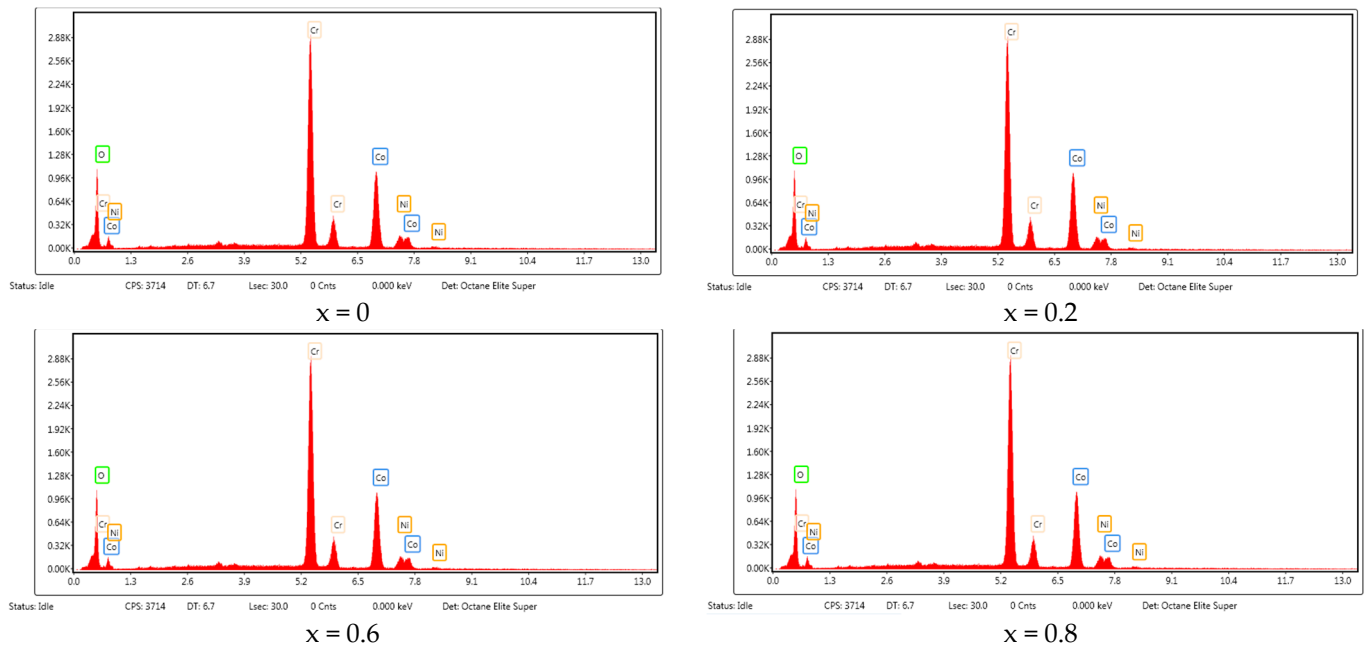 Cr
2.88K
2.56K
2.24K
1.92K
1.60K
1.28K
0.96K
0.64K
0.32K
0.00K
O
Cr
Ni
Co
Cr
Co
Ni
Co
Ni
0.0 1.3 2.6 3.9 5.2 6.5 7.8 9.1 10.4 11.7 13.0
Status: Idle CPS: 3714 DT: 6.7 Lsec: 30.0 0 Cnts 0.000 keV Det: Octane Elite Super
x = 0
Cr
2.88K
2.56K
2.24K
1.92K
1.60K
1.28K
0.96K
0.64K
0.32K
0.00K
O
Cr
Ni
Co
Cr
Co
Ni
Co
Ni
0.0 1.3 2.6 3.9 5.2 6.5 7.8 9.1 10.4 11.7 13.0
Status: Idle CPS: 3714 DT: 6.7 Lsec: 30.0 0 Cnts 0.000 keV Det: Octane Elite Super
x = 0.2
Cr
2.88K
2.56K
2.24K
1.92K
1.60K
1.28K
0.96K
0.64K
0.32K
0.00K
O
Cr
Ni
Co
Cr
Co
Ni
Co
Ni
0.0 1.3 2.6 3.9 5.2 6.5 7.8 9.1 10.4 11.7 13.0
Status: Idle CPS: 3714 DT: 6.7 Lsec: 30.0 0 Cnts 0.000 keV Det: Octane Elite Super
x = 0.6
Cr
2.88K
2.56K
2.24K
1.92K
1.60K
1.28K
0.96K
0.64K
0.32K
0.00K
O
Cr
Ni
Co
Cr
Co
Ni
Co
Ni
0.0 1.3 2.6 3.9 5.2 6.5 7.8 9.1 10.4 11.7 13.0
Status: Idle CPS: 3714 DT: 6.7 Lsec: 30.0 0 Cnts 0.000 keV Det: Octane Elite Super
x = 0.8